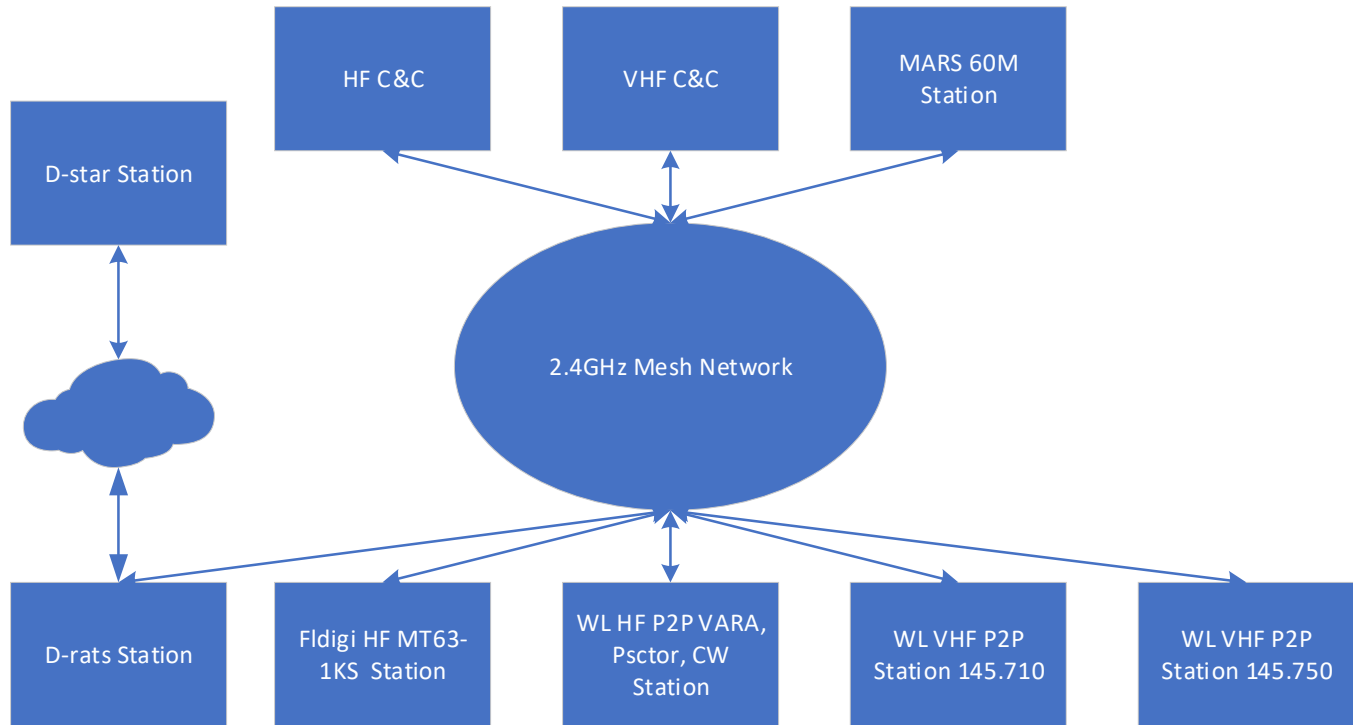 HF C&C
VHF C&C
MARS 60M
Station
D-star Station
2.4GHz Mesh Network
D-rats Station
Fldigi HF MT63-
1KS  Station
WL HF P2P VARA,
Psctor, CW
Station
WL VHF P2P
Station 145.710
WL VHF P2P
Station 145.750